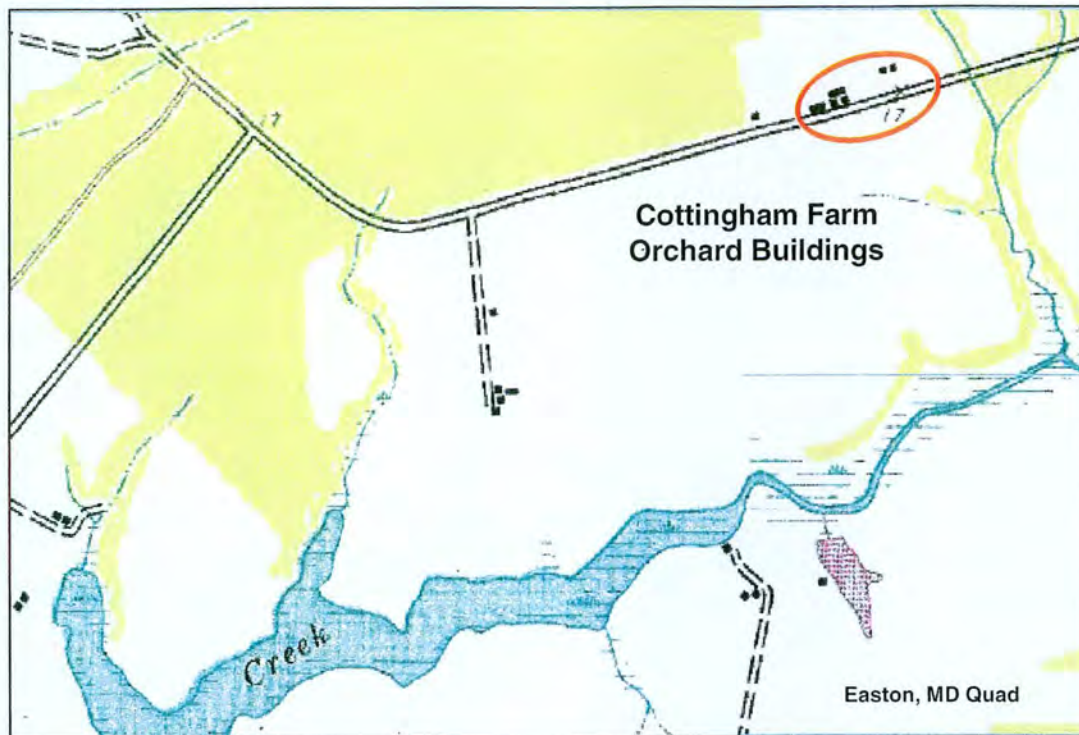 17
17
Cottingham Farm
Orchard Buildings
Creek
Easton, MD Quad